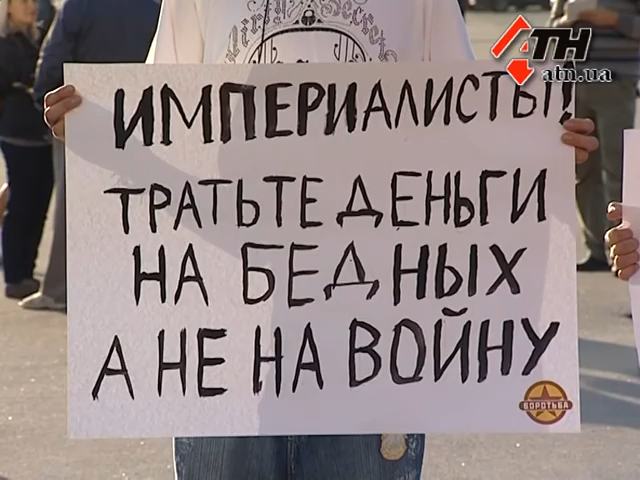 АТН
atn.ua
ИМПЕРИАЛИСТЫ!
ТРАТЬТЕ ДЕНЬГИ
НА БЕДНЫХ
А НЕ НА ВОЙНУ
БОРОТЬБА